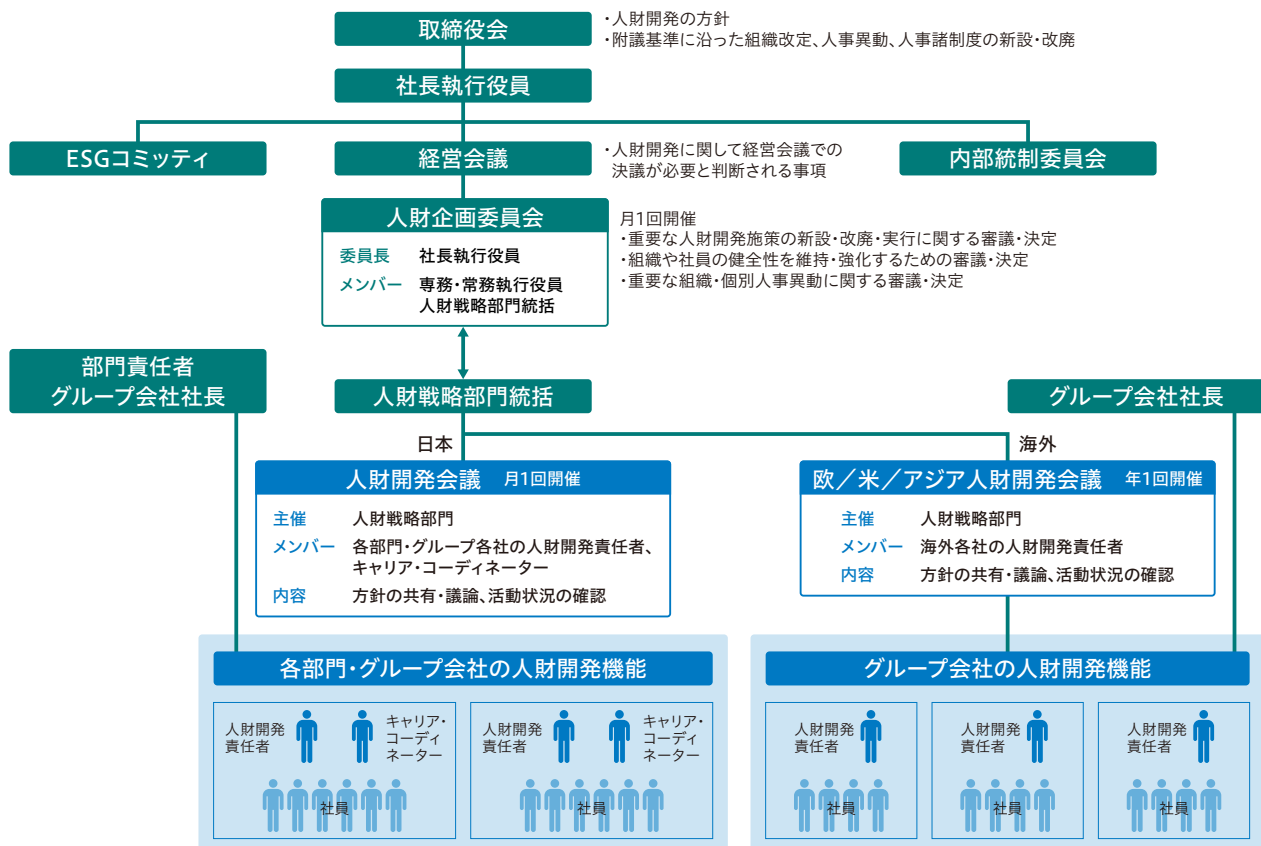 取締役会
・人財開発の方針
・附議基準に沿った組織改定、人事異動、人事諸制度の新設・改廃
社長執行役員
ESGコミッティ
経営会議
・人財開発に関して経営会議での
決議が必要と判断される事項
内部統制委員会
人財企画委員会
委員長 社長執行役員
メンバー 専務・常務執行役員
人財戦略部門統括
月1回開催
・重要な人財開発施策の新設・改廃・実行に関する審議・決定
・組織や社員の健全性を維持・強化するための審議・決定
・重要な組織・個別人事異動に関する審議・決定
部門責任者
グループ会社社長
人財戦略部門統括
グループ会社社長
日本
海外
人財開発会議 月1回開催
主催 人財戦略部門
メンバー 各部門・グループ各社の人財開発責任者、
キャリア・コーディネーター
内容 方針の共有・議論、活動状況の確認
欧／米／アジア人財開発会議 年1回開催
主催 人財戦略部門
メンバー 海外各社の人財開発責任者
内容 方針の共有・議論、活動状況の確認
各部門・グループ会社の人財開発機能
人財開発
責任者
キャリア・
コーディ
ネーター
社員
人財開発
責任者
キャリア・
コーディ
ネーター
社員
グループ会社の人財開発機能
人財開発
責任者
社員
人財開発
責任者
社員
人財開発
責任者
社員